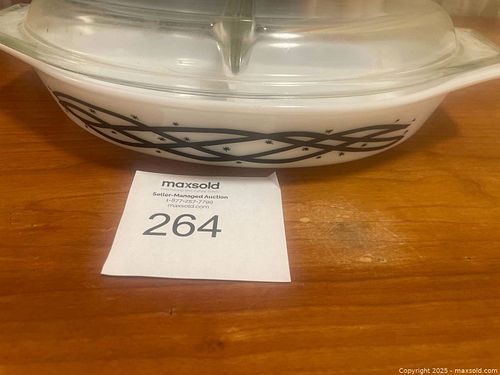 maxsold
Seller-Managed Auction
1-877-257-7790
maxsold.com
264
Copyright 2025 - maxsold.com